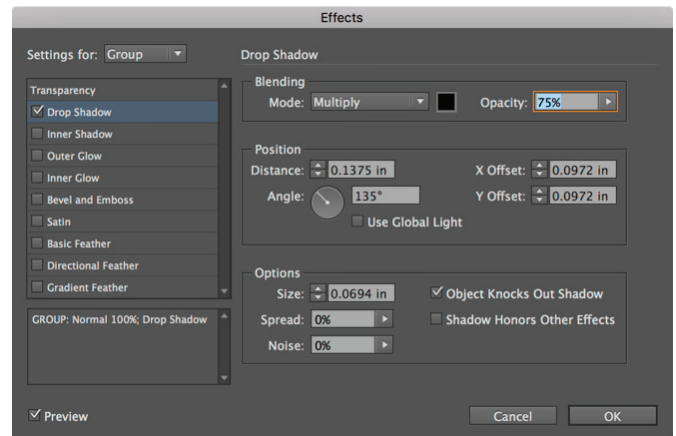 Effects
Settings for: Group
Drop Shadow
Transparency
Drop Shadow
Inner Shadow
Outer Glow
Inner Glow
Bevel and Emboss
Satin
Basic Feather
Directional Feather
Gradient Feather
GROUP: Normal 100%; Drop Shadow
Blending
Mode: Multiply Opacity: 75%
Position
Distance: 0.1375 in X Offset: 0.0972 in
Angle: 135° Y Offset: 0.0972 in
Use Global Light
Options
Size: 0.0694 in Object Knocks Out Shadow
Spread: 0% Shadow Honors Other Effects
Noise: 0%
Preview Cancel OK